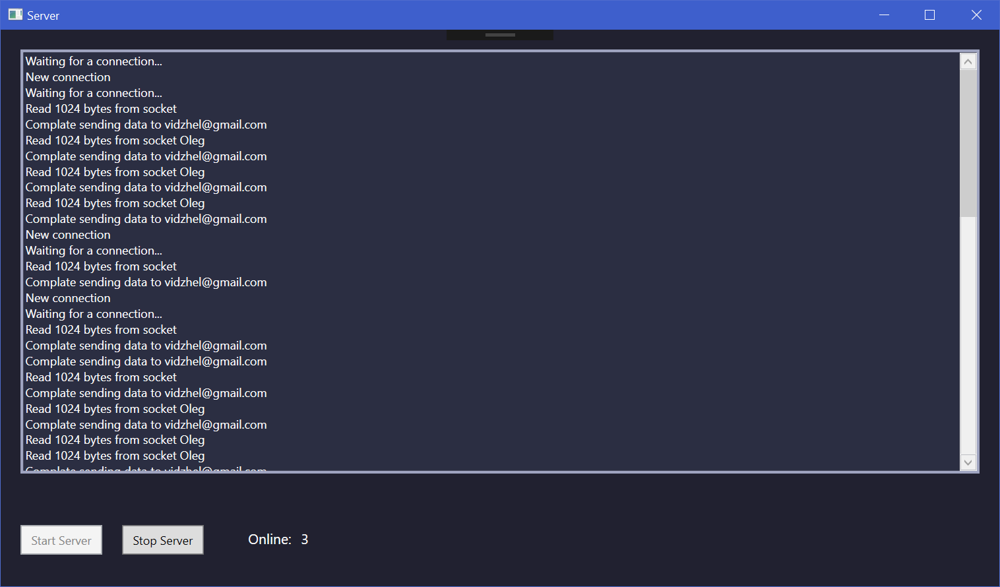 Server
Waiting for a connection...
New connection
Waiting for a connection...
Read 1024 bytes from socket
Complate sending data to vidzhel@gmail.com
Read 1024 bytes from socket Oleg
Complate sending data to vidzhel@gmail.com
Read 1024 bytes from socket Oleg
Complate sending data to vidzhel@gmail.com
Read 1024 bytes from socket Oleg
Complate sending data to vidzhel@gmail.com
New connection
Waiting for a connection...
Read 1024 bytes from socket
Complate sending data to vidzhel@gmail.com
New connection
Waiting for a connection...
Read 1024 bytes from socket
Complate sending data to vidzhel@gmail.com
Complate sending data to vidzhel@gmail.com
Read 1024 bytes from socket
Complate sending data to vidzhel@gmail.com
Read 1024 bytes from socket Oleg
Complate sending data to vidzhel@gmail.com
Read 1024 bytes from socket Oleg
Read 1024 bytes from socket Oleg
Complate sending data to vidzhel@gmail.com
Start Server
Stop Server
Online: 3